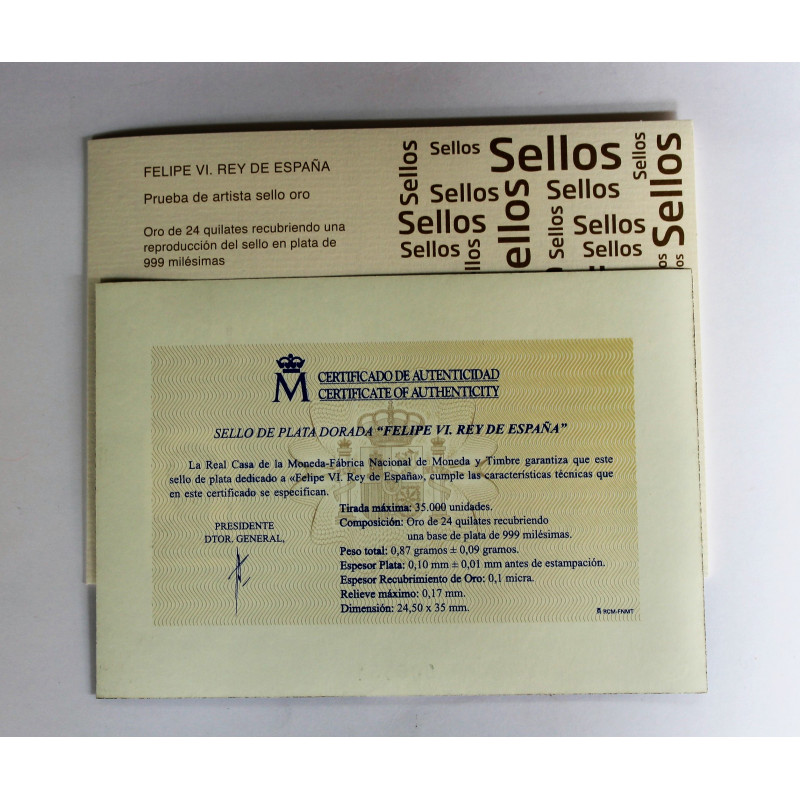 FELIPE VI. REY DE ESPAÑA
Prueba de artista sello oro
Oro de 24 quilates recubriendo una
reproducción del sello en plata de
999 milésimas
Sellos
Sellos
Sellos
Sellos
Sellos
Sellos
Sellos
Sellos
Sellos
Sellos
Sellos
Sellos
Sellos
Sellos
M
CERTIFICADO DE AUTENTICIDAD
CERTIFICATE OF AUTHENTICITY
SELLO DE PLATA DORADA "FELIPE VI. REY DE ESPAÑA"
La Real Casa de la Moneda-Fábrica Nacional de Moneda y Timbre garantiza que este
sello de plata dedicado a «Felipe VI. Rey de España», cumple las características técnicas que
en este certificado se especifican.
PRESIDENTE
DTOR. GENERAL,
Tirada máxima: 35.000 unidades.
Composición: Oro de 24 quilates recubriendo
una base de plata de 999 milésimas.
Peso total: 0,87 gramos ± 0,09 gramos.
Espesor Plata: 0,10 mm ± 0,01 mm antes de estampación.
Espesor Recubrimiento de Oro: 0,1 micra.
Relieve máximo: 0,17 mm.
Dimensión: 24,50 x 35 mm.
RCM-FNMT